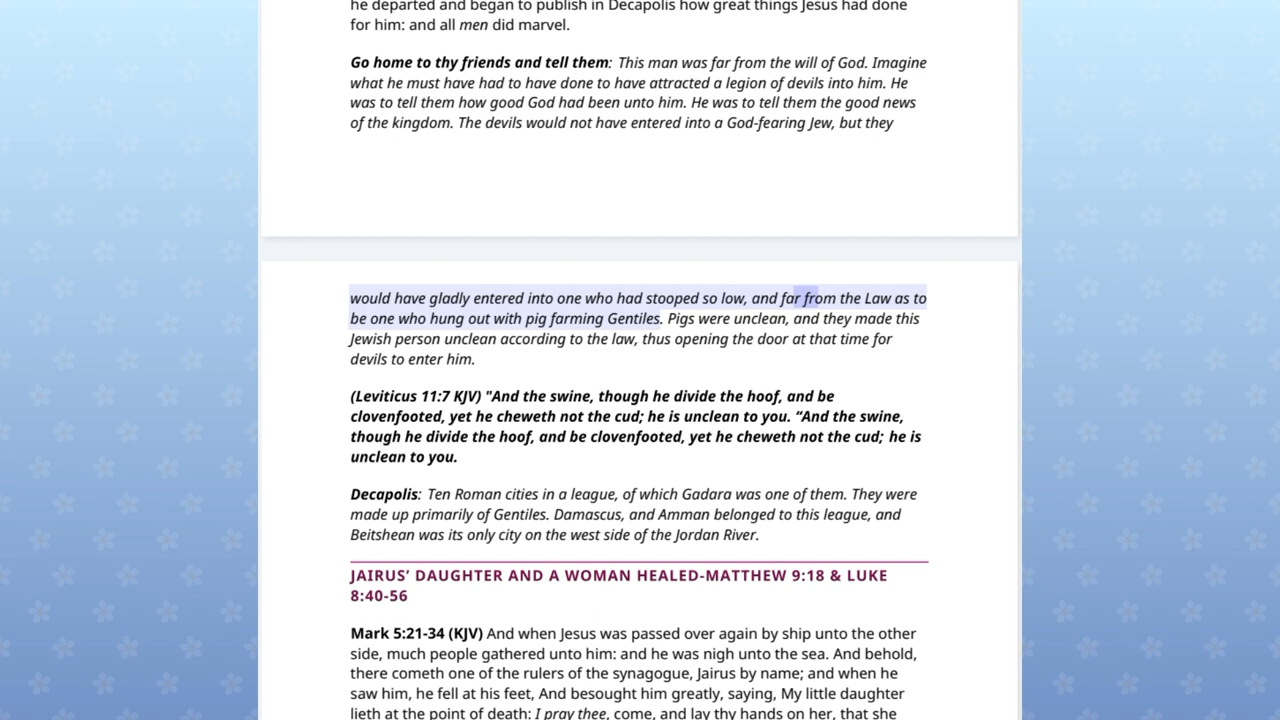 he departed and began to publish in Decapolis how great things Jesus had done
for him: and all men did marvel.
Go home to thy friends and tell them: This man was far from the will of God. Imagine
what he must have had to have done to have attracted a legion of devils into him. He
was to tell them how good God had been unto him. He was to tell them the good news
of the kingdom. The devils would not have entered into a God-fearing Jew, but they
would have gladly entered into one who had stooped so low, and far from the Law as to
be one who hung out with pig farming Gentiles. Pigs were unclean, and they made this
Jewish person unclean according to the law, thus opening the door at that time for
devils to enter him.
(Leviticus 11:7 KJV) "And the swine, though he divide the hoof, and be
clovenfooted, yet he cheweth not the cud; he is unclean to you. “And the swine,
though he divide the hoof, and be clovenfooted, yet he cheweth not the cud; he is
unclean to you.
Decapolis: Ten Roman cities in a league, of which Gadara was one of them. They were
made up primarily of Gentiles. Damascus, and Amman belonged to this league, and
Beitshean was its only city on the west side of the Jordan River.
JAIRUS’ DAUGHTER AND A WOMAN HEALED-MATTHEW 9:18 & LUKE
8:40-56
Mark 5:21-34 (KJV) And when Jesus was passed over again by ship unto the other
side, much people gathered unto him: and he was nigh unto the sea. And behold,
there cometh one of the rulers of the synagogue, Jairus by name; and when he
saw him, he fell at his feet, And besought him greatly, saying, My little daughter
lieth at the point of death: I pray thee, come, and lay thy hands on her, that she